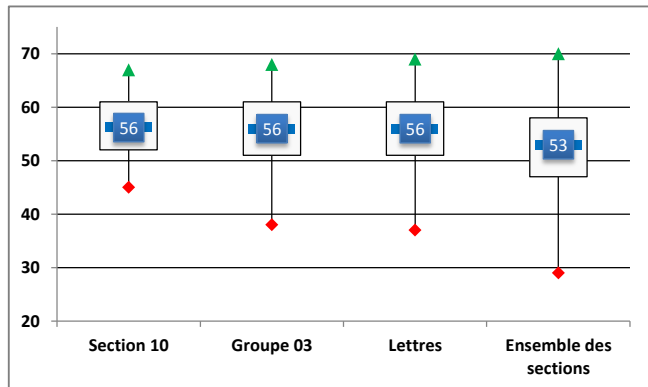 70
60
50
40
30
20
56
56
56
53
Section 10
Groupe 03
Lettres
Ensemble des
sections